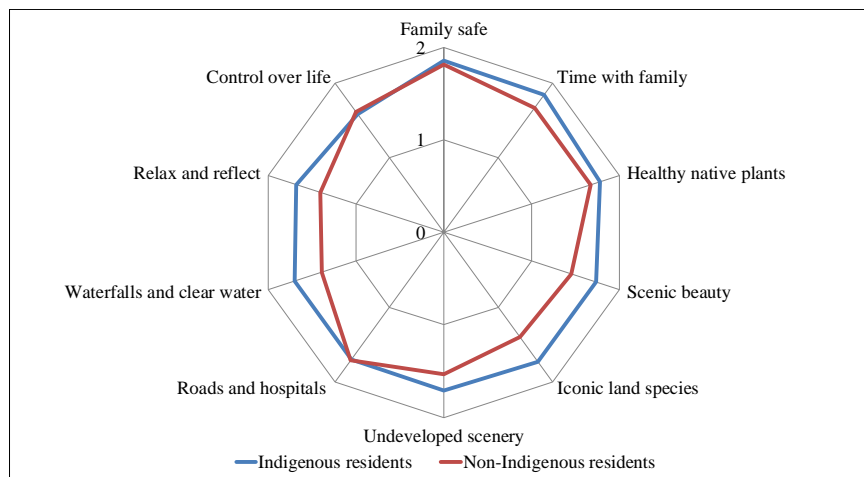 Family safe
2
Control over life
Time with family
1
Relax and reflect
Healthy native plants
0
Waterfalls and clear water
Scenic beauty
Roads and hospitals
Iconic land species
Undeveloped scenery
Indigenous residents
Non-Indigenous residents